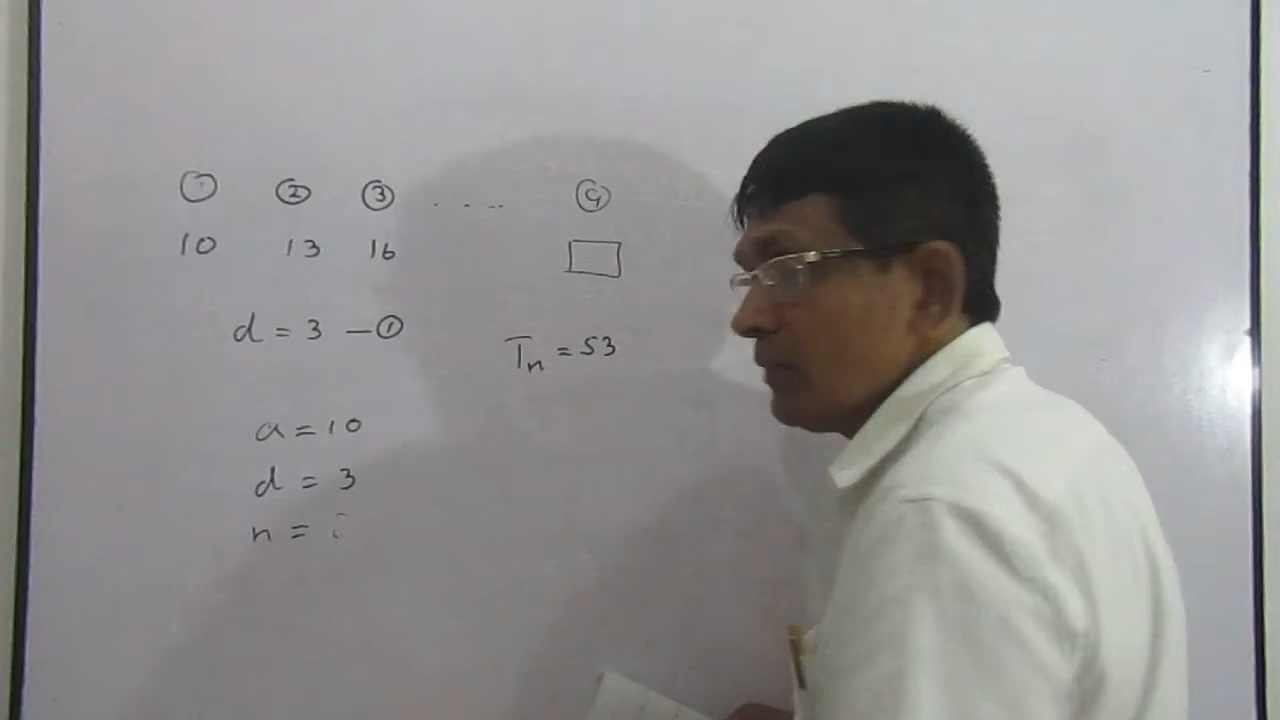 ① ② ③ . . . .
10 13 16
d = 3 — ①
Tn = 53
a = 10
d = 3
n =